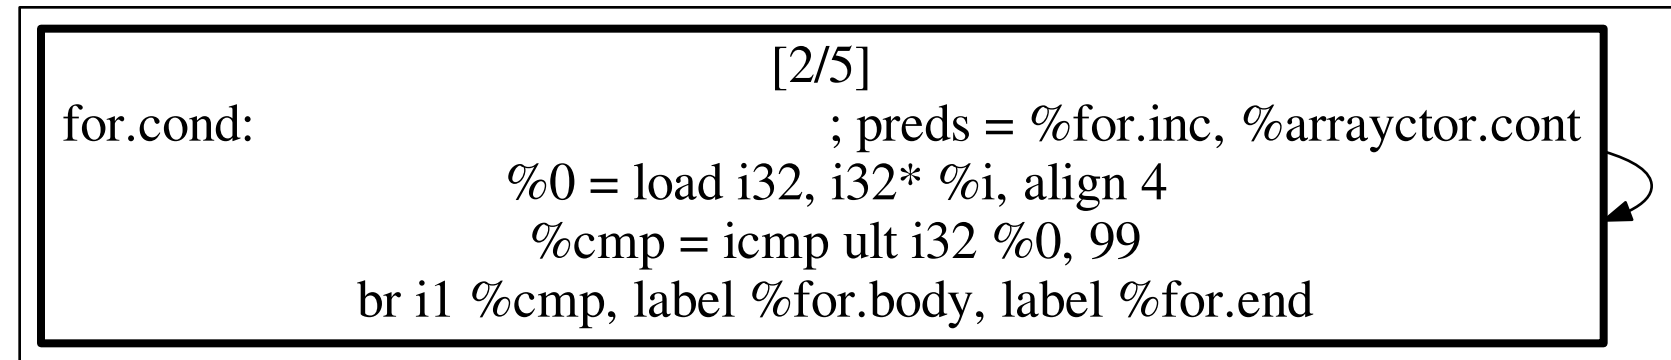 [2/5]
for.cond: ; preds = %for.inc, %arrayctor.cont
%0 = load i32, i32* %i, align 4
%cmp = icmp ult i32 %0, 99
br i1 %cmp, label %for.body, label %for.end